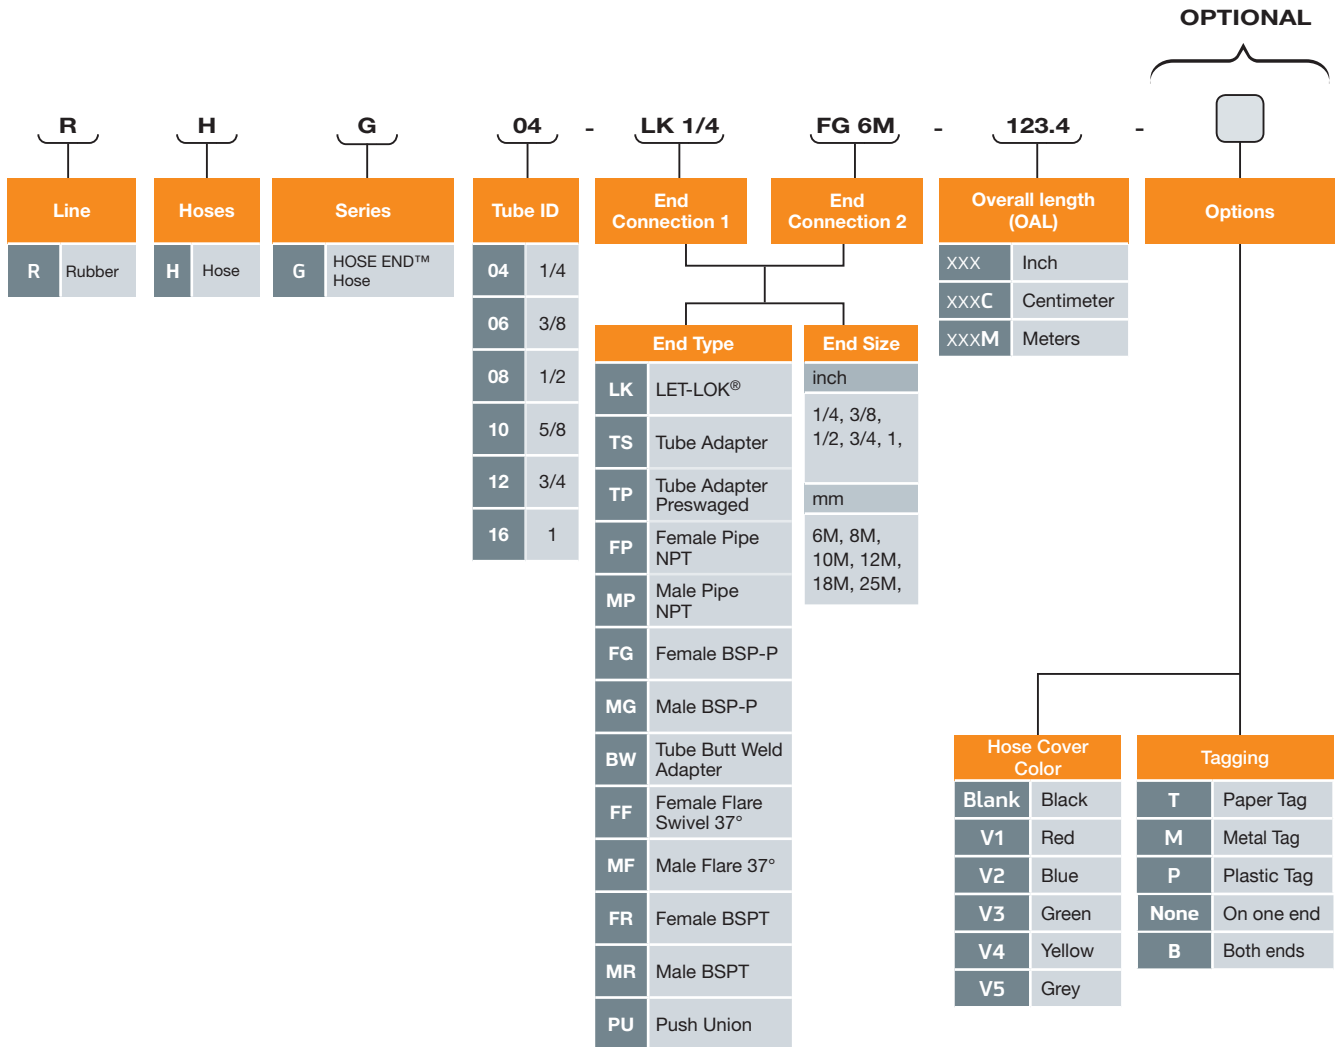 OPTIONAL
R H G 04 - LK 1/4 FG 6M - 123.4 -
Line
R Rubber
Hoses
H Hose
Series
G HOSE END™
Hose
Tube ID
04 1/4
06 3/8
08 1/2
10 5/8
12 3/4
16 1
End
Connection 1
End
Connection 2
End Type
LK LET-LOK®
TS Tube Adapter
TP Tube Adapter
Preswaged
FP Female Pipe
NPT
MP Male Pipe
NPT
FG Female BSP-P
MG Male BSP-P
BW Tube Butt Weld
Adapter
FF Female Flare
Swivel 37°
MF Male Flare 37°
FR Female BSPT
MR Male BSPT
PU Push Union
End Size
inch
1/4, 3/8,
1/2, 3/4, 1,
mm
6M, 8M,
10M, 12M,
18M, 25M,
Overall length
(OAL)
XXX Inch
XXXC Centimeter
XXXM Meters
Options
Hose Cover
Color
Blank Black
V1 Red
V2 Blue
V3 Green
V4 Yellow
V5 Grey
Tagging
T Paper Tag
M Metal Tag
P Plastic Tag
None On one end
B Both ends